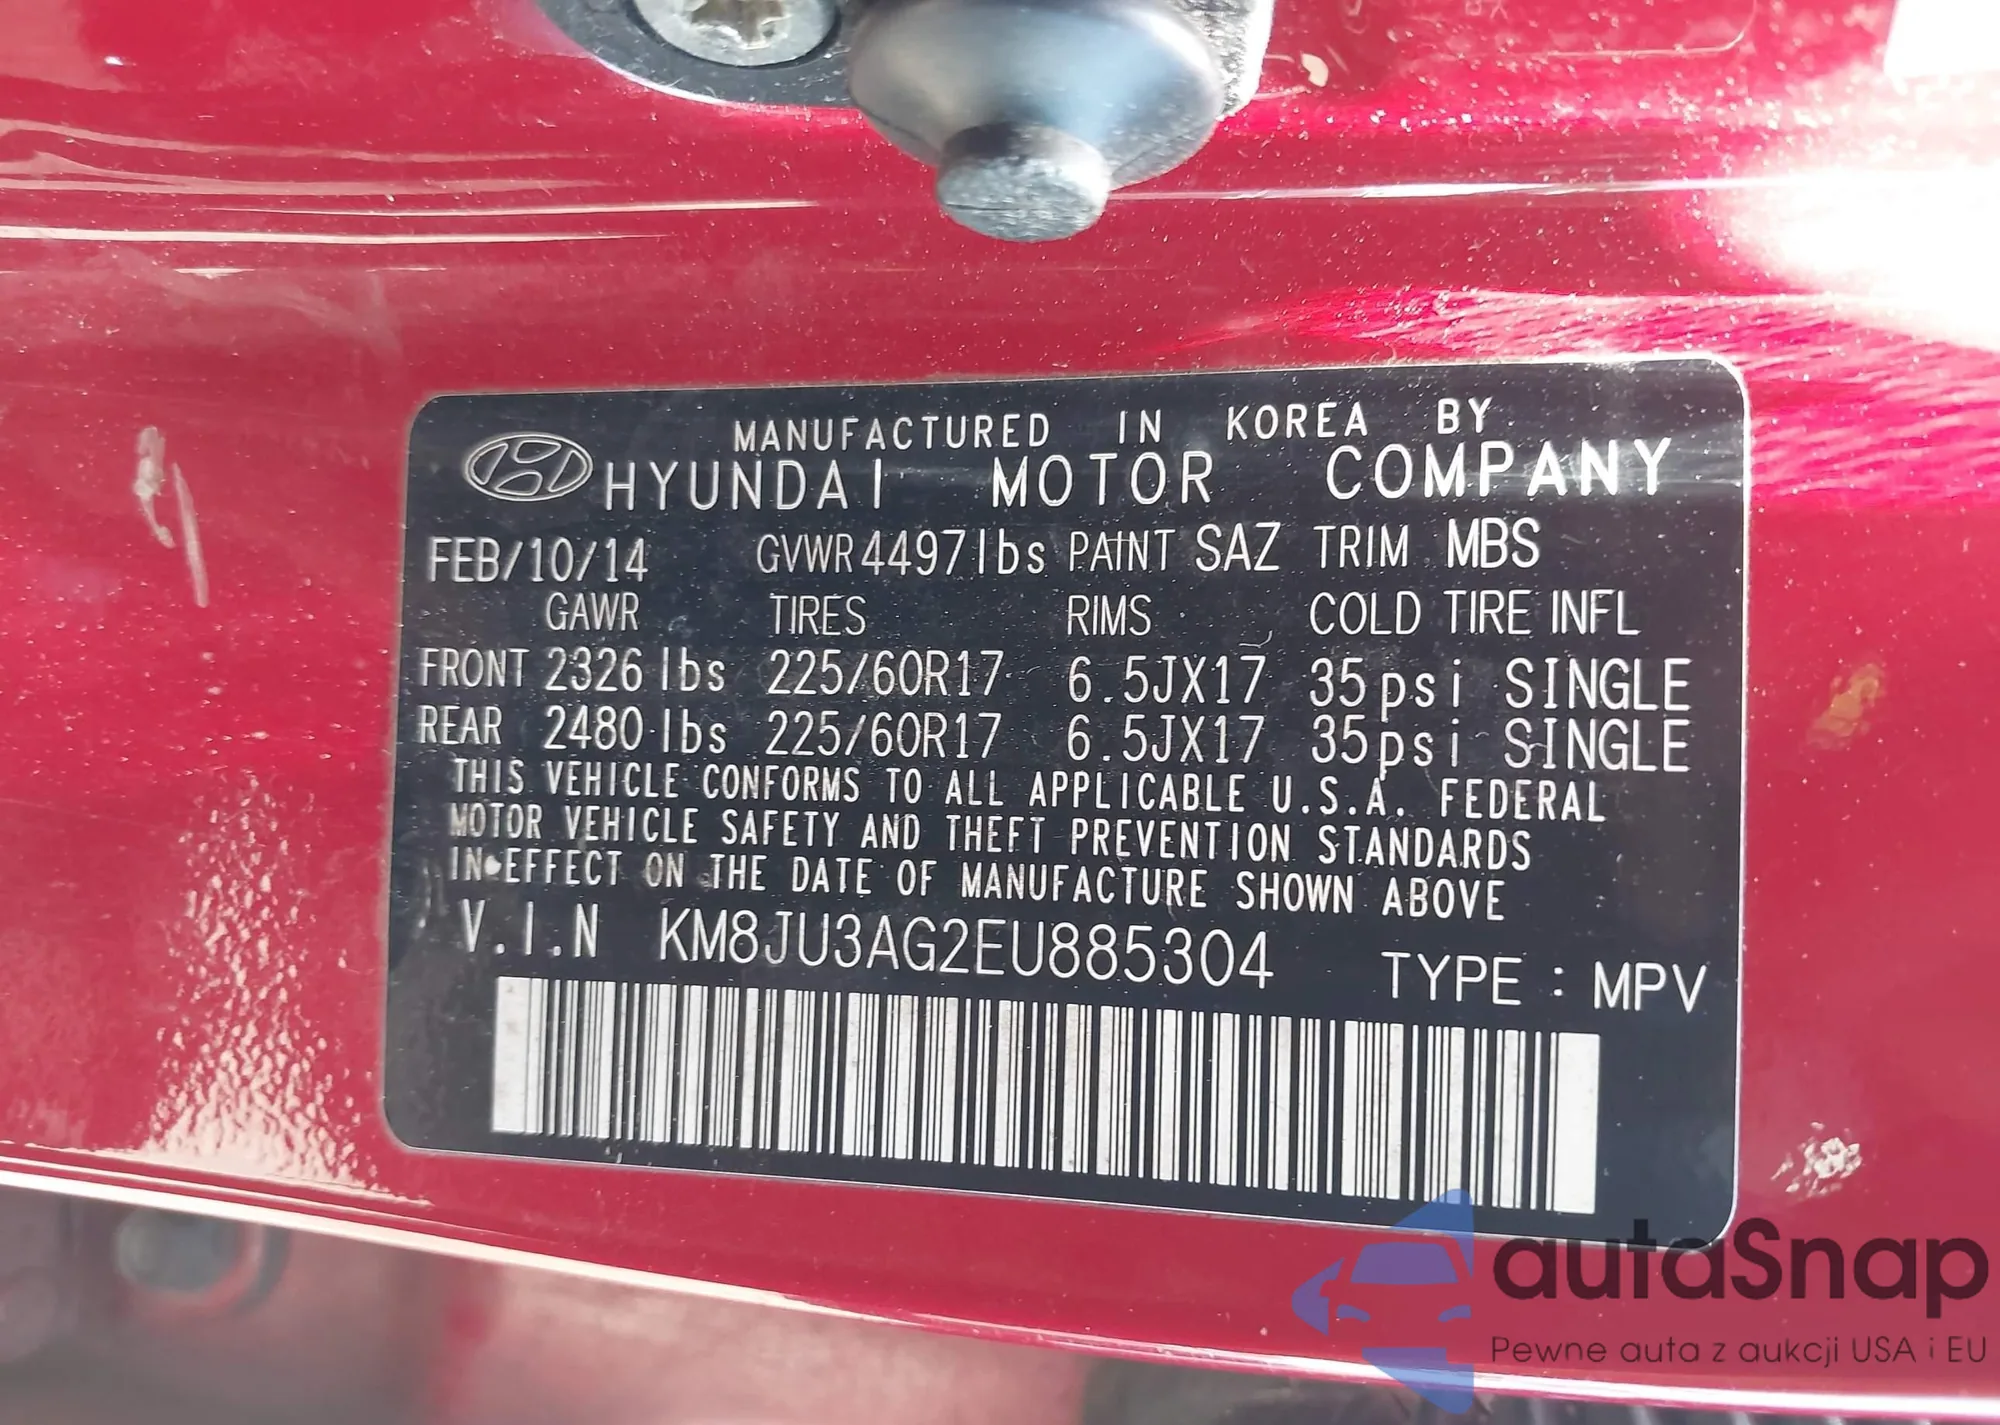 MANUFACTURED IN KOREA BY
HYUNDAI MOTOR COMPANY
FEB/10/14 GVWR 4497lbs PAINT SAZ TRIM MBS
GAWR TIRES RIMS COLD TIRE INFL
FRONT 2326 lbs 225/60R17 6.5JX17 35psi SINGLE
REAR 2480 lbs 225/60R17 6.5JX17 35psi SINGLE
THIS VEHICLE CONFORMS TO ALL APPLICABLE U.S.A. FEDERAL
MOTOR VEHICLE SAFETY AND THEFT PREVENTION STANDARDS
IN EFFECT ON THE DATE OF MANUFACTURE SHOWN ABOVE
V.I.N KM8JU3AG2EU885304 TYPE : MPV
autaSnap
Pewne auta z aukcji USA i EU